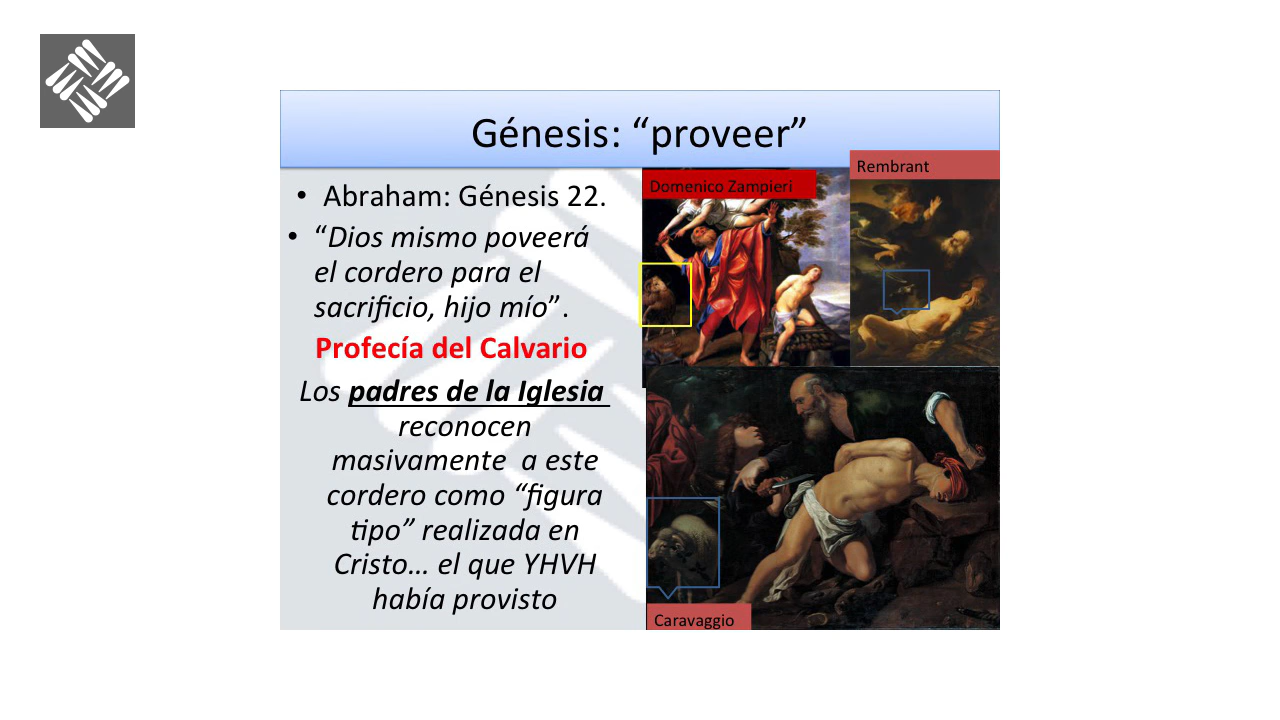 Génesis: “proveer”
• Abraham: Génesis 22.
• “Dios mismo poveerá
el cordero para el
sacrificio, hijo mío”.
Profecía del Calvario
Los padres de la Iglesia
reconocen
masivamente a este
cordero como “figura
tipo” realizada en
Cristo... el que YHVH
había provisto
Domenico Zampieri
Rembrant
Caravaggio